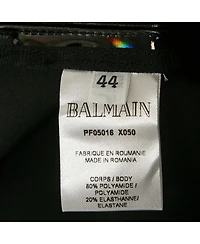 44
BALMAIN
PF05016 X050
FABRIQUE EN ROUMANIE
MADE IN ROMANIA
CORPS / BODY
80% POLYAMIDE /
POLYAMIDE
20% ELASTHANNE/
ELASTANE